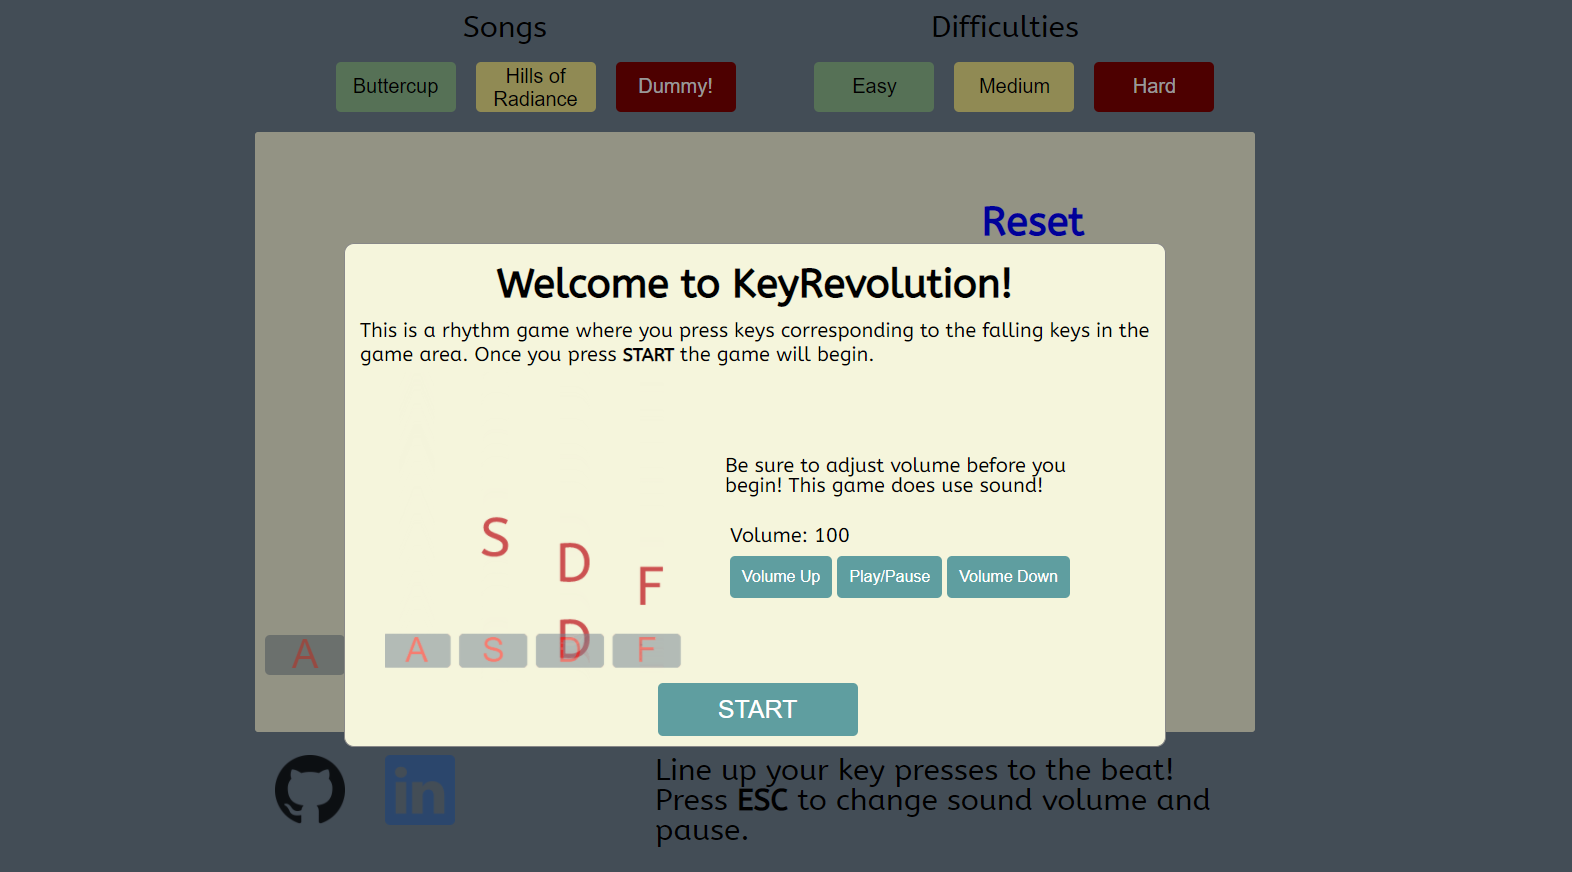 Songs
Difficulties
Buttercup
Hills of
Radiance
Dummy!
Easy
Medium
Hard
Reset
Welcome to KeyRevolution!
This is a rhythm game where you press keys corresponding to the falling keys in the
game area. Once you press START the game will begin.
Be sure to adjust volume before you
begin! This game does use sound!
S
D
F
Volume: 100
Volume Up
Play/Pause
Volume Down
D
A
A
S
D
F
START
in
Line up your key presses to the beat!
Press ESC to change sound volume and
pause.